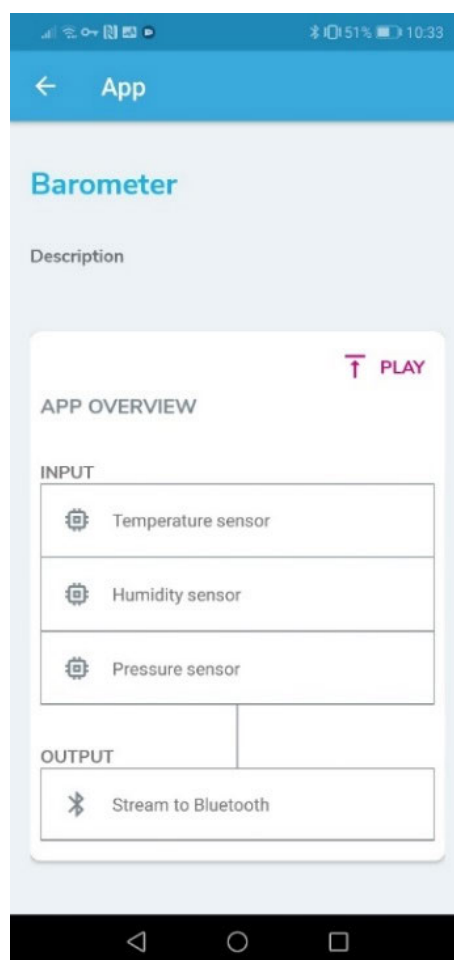 51% 10:33
App
Barometer
Description
PLAY
APP OVERVIEW
INPUT
Temperature sensor
Humidity sensor
Pressure sensor
OUTPUT
Stream to Bluetooth